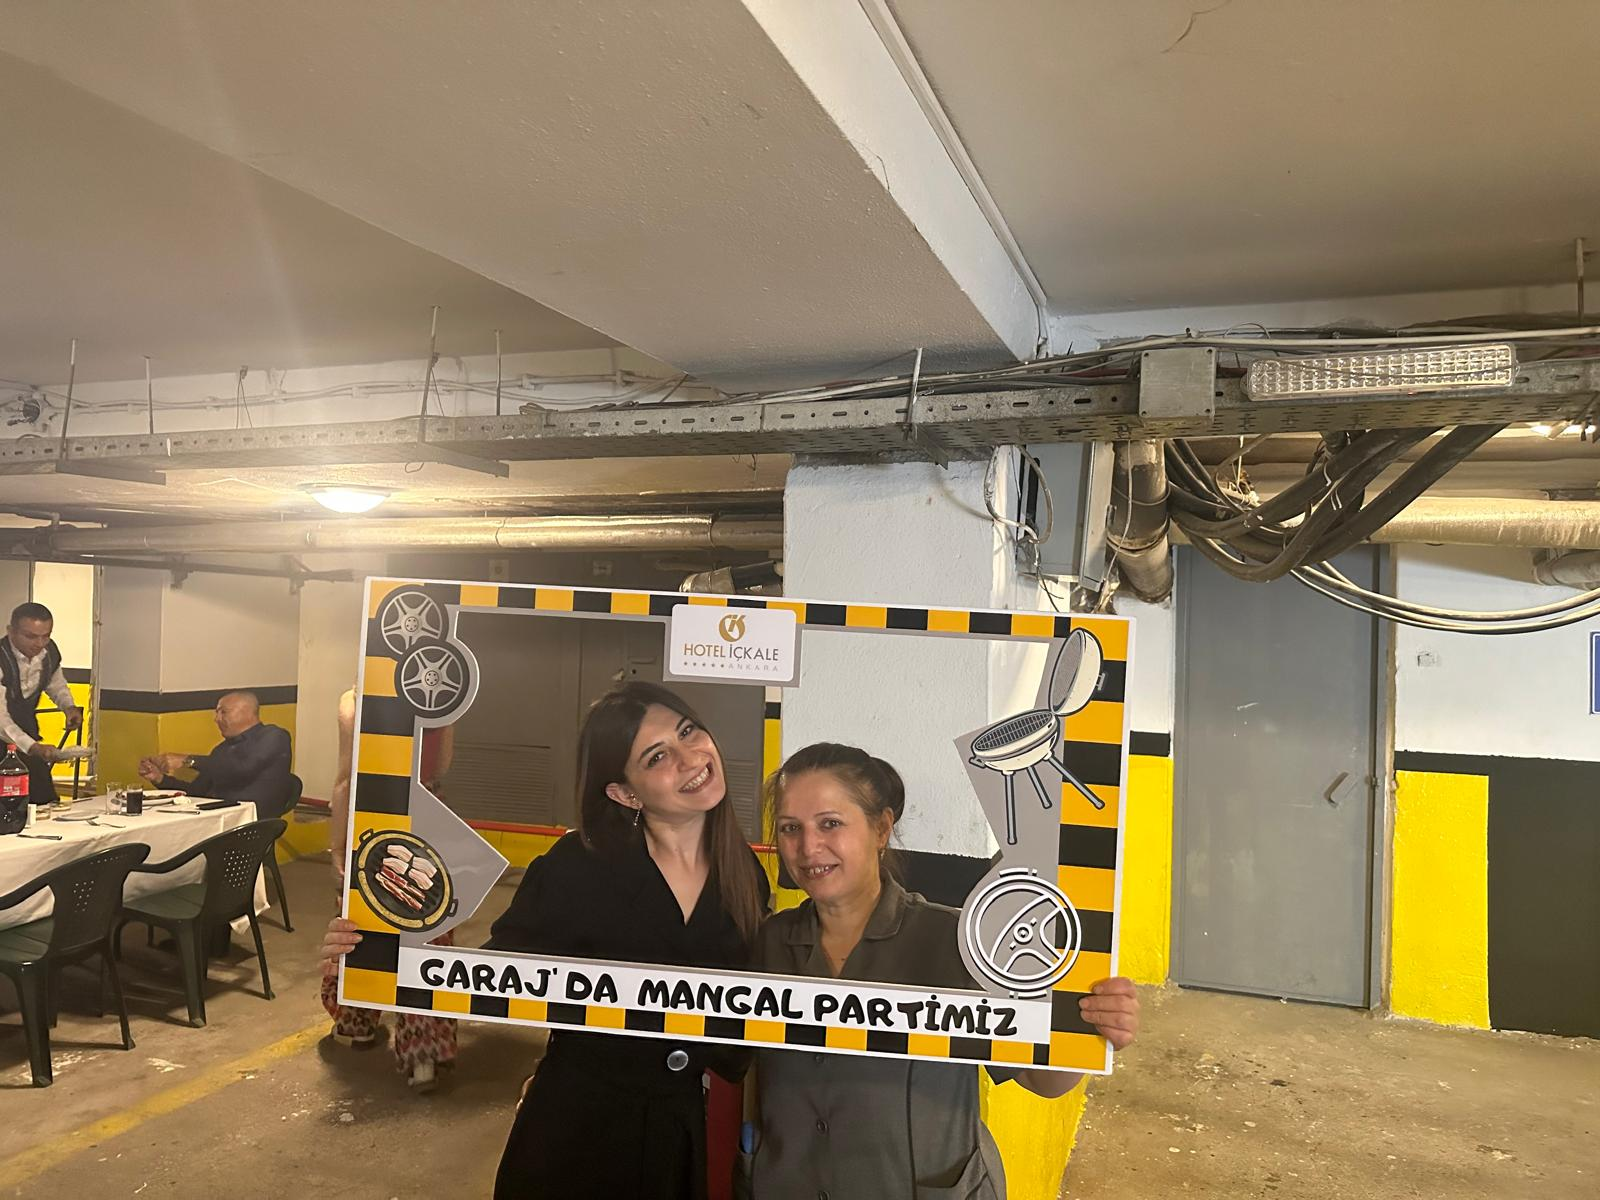 HOTEL İÇKALE
★★★★★ ANKARA
GARAJ'DA MANGAL PARTİMİZ